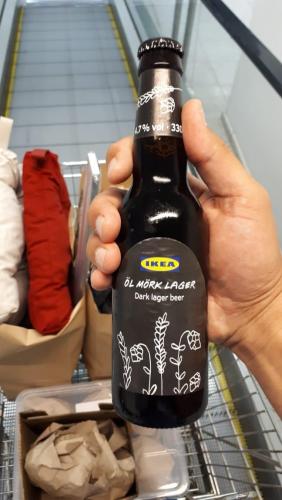 4.7% vol · 330
IKEA
ÖL MÖRK LAGER
Dark lager beer